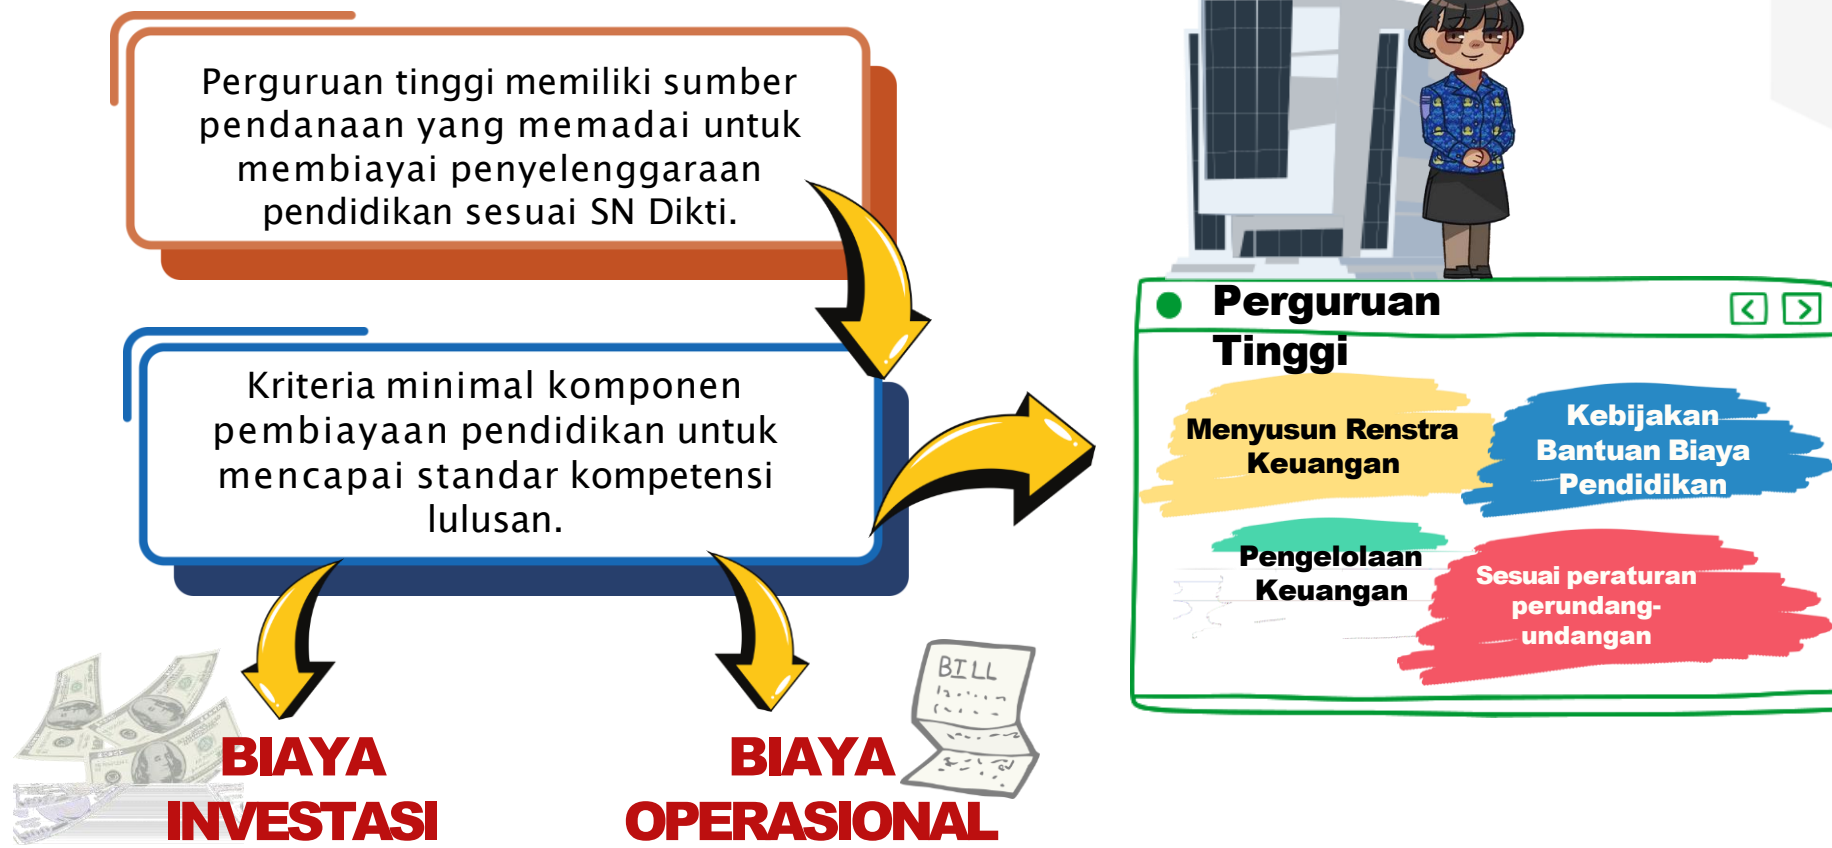 Perguruan tinggi memiliki sumber
pendanaan yang memadai untuk
membiayai penyelenggaraan
pendidikan sesuai SN Dikti.
Kriteria minimal komponen
pembiayaan pendidikan untuk
mencapai standar kompetensi
lulusan.
BIAYA
INVESTASI
BIAYA
OPERASIONAL
BILL
Perguruan
Tinggi
Menyusun Renstra
Keuangan
Kebijakan
Bantuan Biaya
Pendidikan
Pengelolaan
Keuangan
Sesuai peraturan
perundang-
undangan